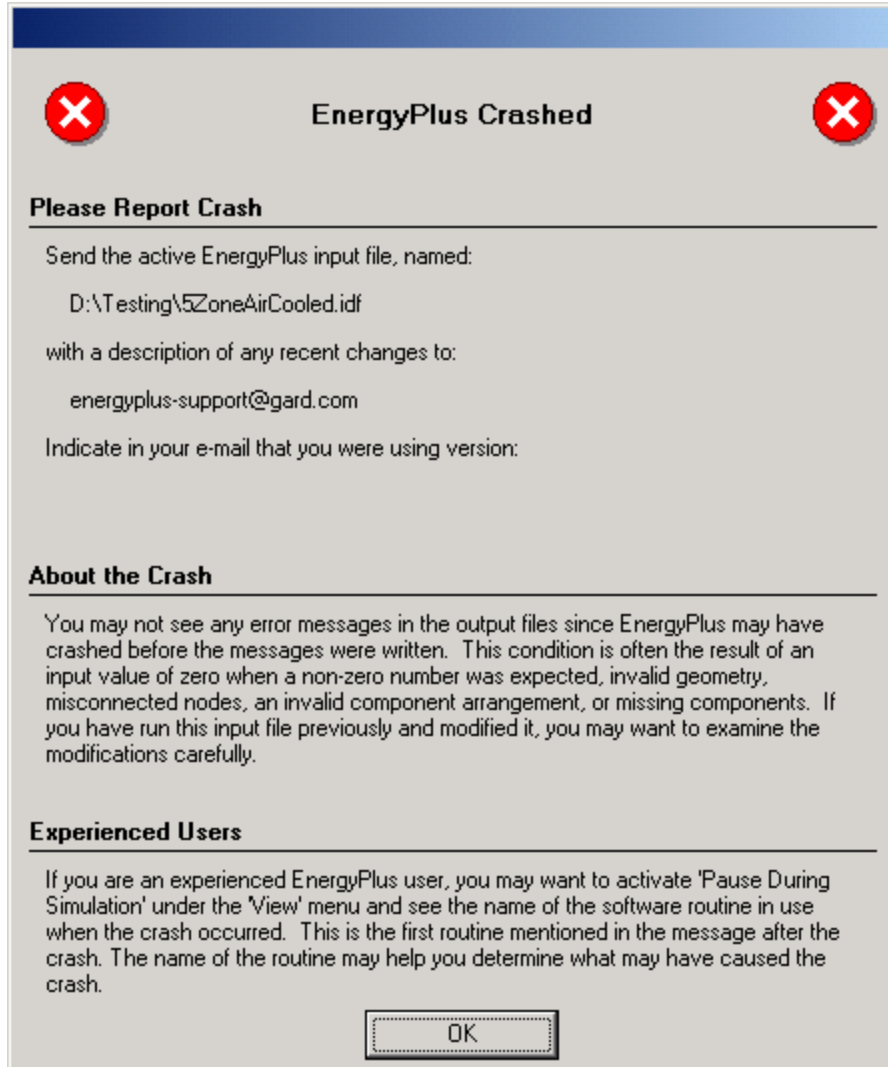 EnergyPlus Crashed
Please Report Crash
Send the active EnergyPlus input file, named:
D:\Testing\5ZoneAirCooled.idf
with a description of any recent changes to:
energyplus-support@gard.com
Indicate in your e-mail that you were using version:
About the Crash
You may not see any error messages in the output files since EnergyPlus may have
crashed before the messages were written.  This condition is often the result of an
input value of zero when a non-zero number was expected, invalid geometry,
misconnected nodes, an invalid component arrangement, or missing components.  If
you have run this input file previously and modified it, you may want to examine the
modifications carefully.
Experienced Users
If you are an experienced EnergyPlus user, you may want to activate 'Pause During
Simulation' under the 'View' menu and see the name of the software routine in use
when the crash occurred.  This is the first routine mentioned in the message after the
crash. The name of the routine may help you determine what may have caused the
crash.
OK